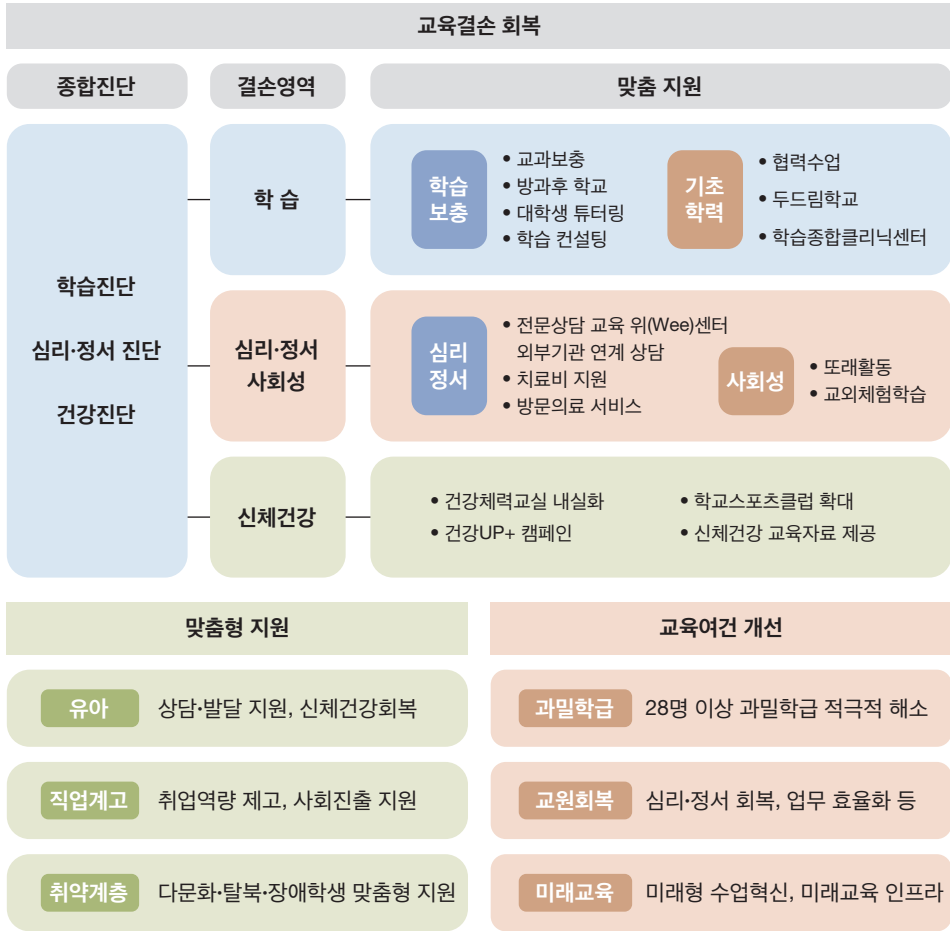 교육결손 회복
종합진단
결손영역
맞춤 지원
학습진단
심리·정서 진단
건강진단
학 습
학습
보충
• 교과보충
• 방과후 학교
• 대학생 튜터링
• 학습 컨설팅
기초
학력
• 협력수업
• 두드림학교
• 학습종합클리닉센터
심리·정서
사회성
심리
정서
• 전문상담 교육 위(Wee)센터
외부기관 연계 상담
• 치료비 지원
• 방문의료 서비스
사회성
• 또래활동
• 교외체험학습
신체건강
• 건강체력교실 내실화
• 건강UP+ 캠페인
• 학교스포츠클럽 확대
• 신체건강 교육자료 제공
맞춤형 지원
유아 상담·발달 지원, 신체건강회복
직업계고 취업역량 제고, 사회진출 지원
취약계층 다문화·탈북·장애학생 맞춤형 지원
교육여건 개선
과밀학급 28명 이상 과밀학급 적극적 해소
교원회복 심리·정서 회복, 업무 효율화 등
미래교육 미래형 수업혁신, 미래교육 인프라